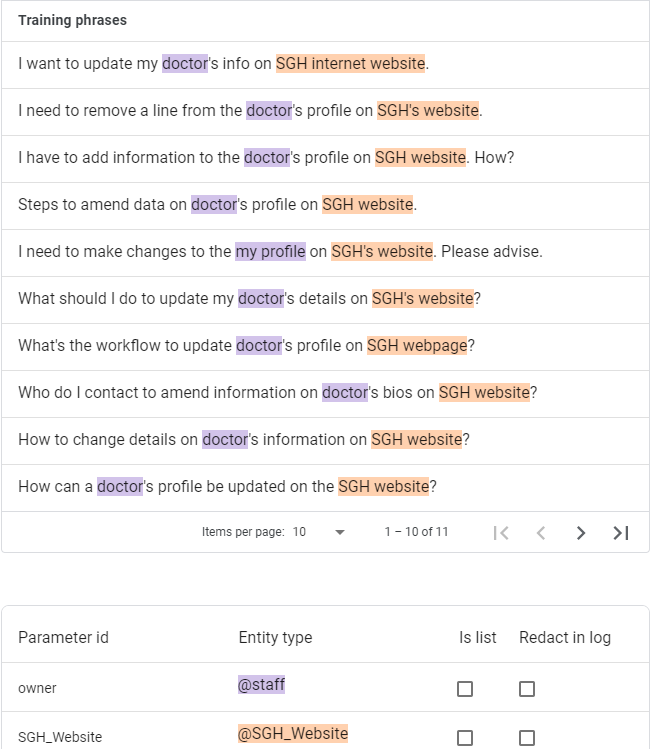 Training phrases
I want to update my doctor's info on SGH internet website.
I need to remove a line from the doctor's profile on SGH's website.
I have to add information to the doctor's profile on SGH website. How?
Steps to amend data on doctor's profile on SGH website.
I need to make changes to the my profile on SGH's website. Please advise.
What should I do to update my doctor's details on SGH's website?
What's the workflow to update doctor's profile on SGH webpage?
Who do I contact to amend information on doctor's bios on SGH website?
How to change details on doctor's information on SGH website?
How can a doctor's profile be updated on the SGH website?
Items per page: 10 1 – 10 of 11
Parameter id Entity type Is list Redact in log
owner @staff
SGH_Website @SGH_Website